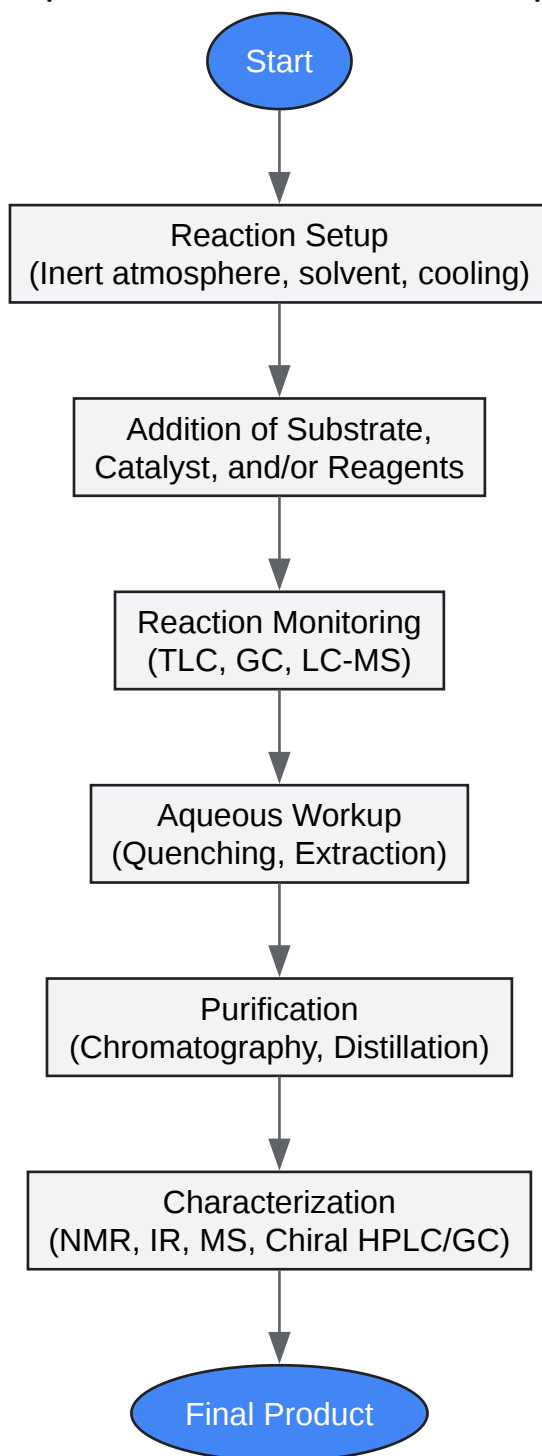 Start
Reaction Setup
(Inert atmosphere, solvent, cooling)
Addition of Substrate,
Catalyst, and/or Reagents
Reaction Monitoring
(TLC, GC, LC-MS)
Aqueous Workup
(Quenching, Extraction)
Purification
(Chromatography, Distillation)
Characterization
(NMR, IR, MS, Chiral HPLC/GC)
Final Product